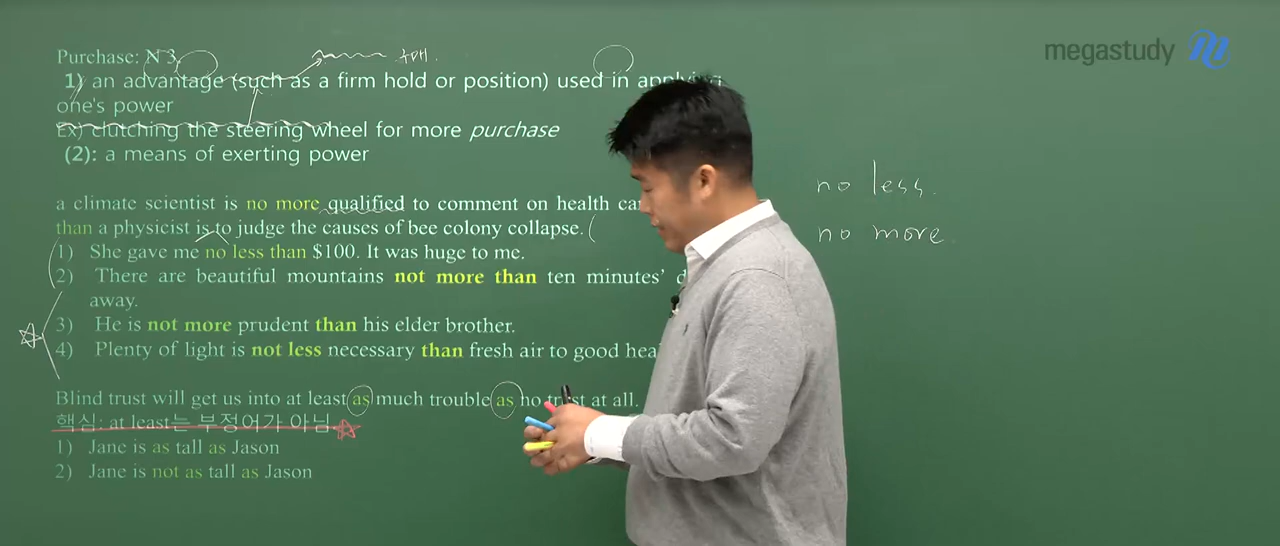 megastudy
Purchase: N 3.
1) an advantage (such as a firm hold or position) used in applying
one's power
Ex) clutching the steering wheel for more purchase
(2): a means of exerting power
a climate scientist is no more qualified to comment on health
than a physicist is to judge the causes of bee colony collapse. (
1) She gave me no less than $100. It was huge to me.
2) There are beautiful mountains not more than ten minutes'
away.
3) He is not more prudent than his elder brother.
4) Plenty of light is not less necessary than fresh air to good
Blind trust will get us into at least as much trouble as no trust at all.
핵심: at least는 부정어가 아님
1) Jane is as tall as Jason
2) Jane is not as tall as Jason
no less.
no more